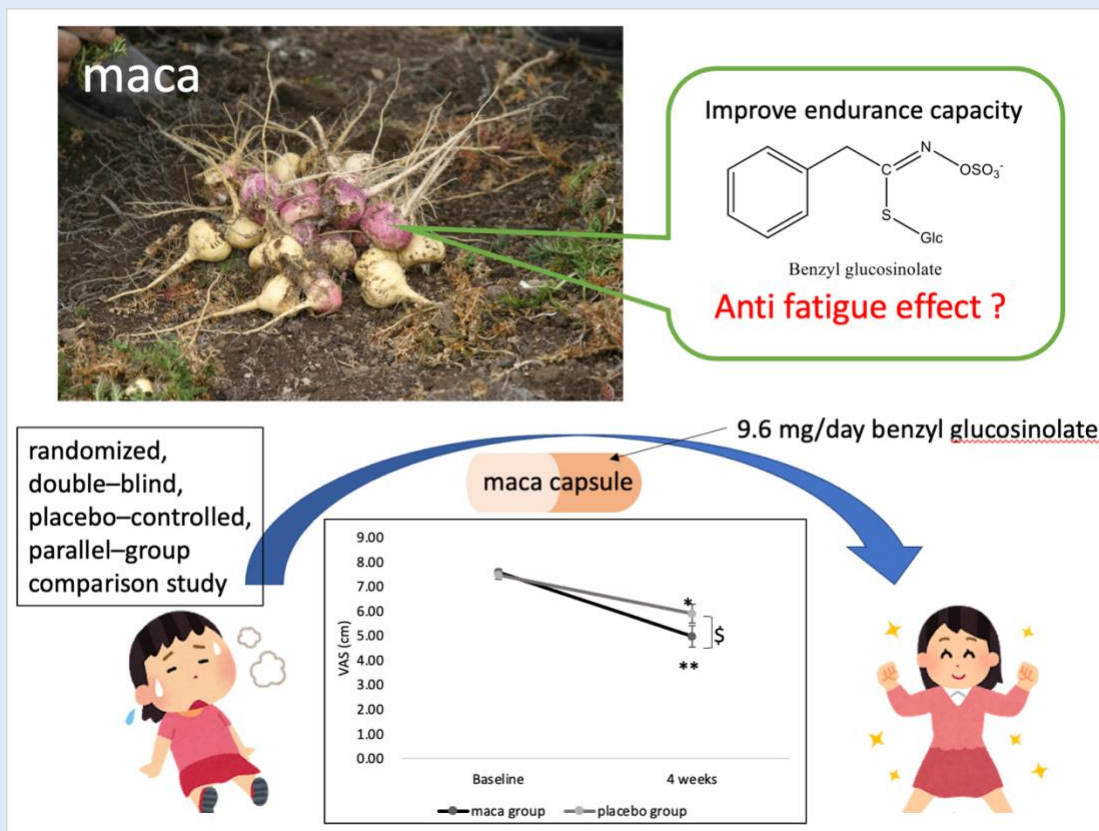 maca
Improve endurance capacity
C
N
OSO₃⁻
S
Glc
Benzyl glucosinolate
Anti fatigue effect ?
randomized,
double–blind,
placebo–controlled,
parallel–group
comparison study
9.6 mg/day benzyl glucosinolate
maca capsule
9.00
8.00
7.00
6.00
5.00
4.00
3.00
2.00
1.00
0.00
VAS (cm)
*
$
**
Baseline
4 weeks
maca group
placebo group